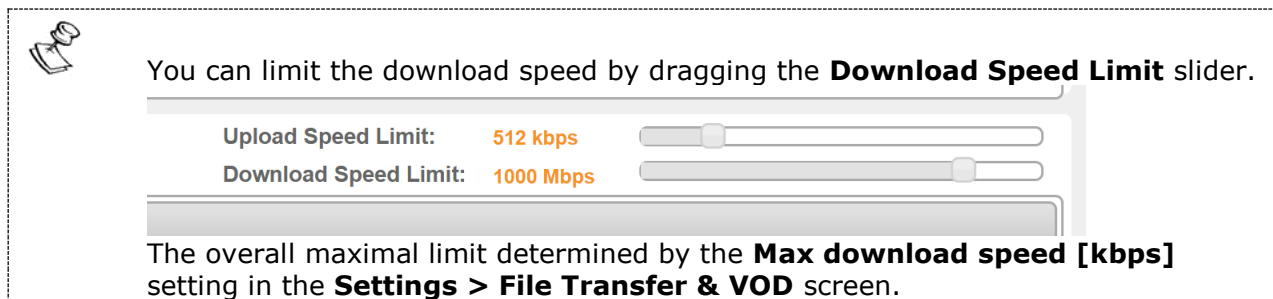 You can limit the download speed by dragging the Download Speed Limit slider.
Upload Speed Limit: 512 kbps
Download Speed Limit: 1000 Mbps
The overall maximal limit determined by the Max download speed [kbps]
setting in the Settings > File Transfer & VOD screen.